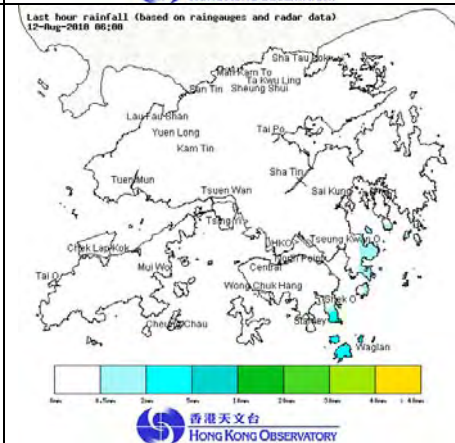 Last hour rainfall (based on raingauges and radar data)
12-Aug-2018 06:00
Sha Tau Kok
Man Kam To
Ta Kwu Ling
San Tin
Sheung Shui
Lau Fau Shan
Yuen Long
Tai Po
Kam Tin
Sha Tin
Tuen Mun
Tsuen Wan
Sai Kung
Tsing Yi
Chek Lap Kok
HKO
Tseung Kwan O
North Point
Mui Wo
Central
Tai O
Wong Chuk Hang
Shek O
Cheung Chau
Stanley
Waglan
0mm 0.5mm 2mm 5mm 10mm 20mm 30mm 40mm > 40mm
香港天文台
HONG KONG OBSERVATORY